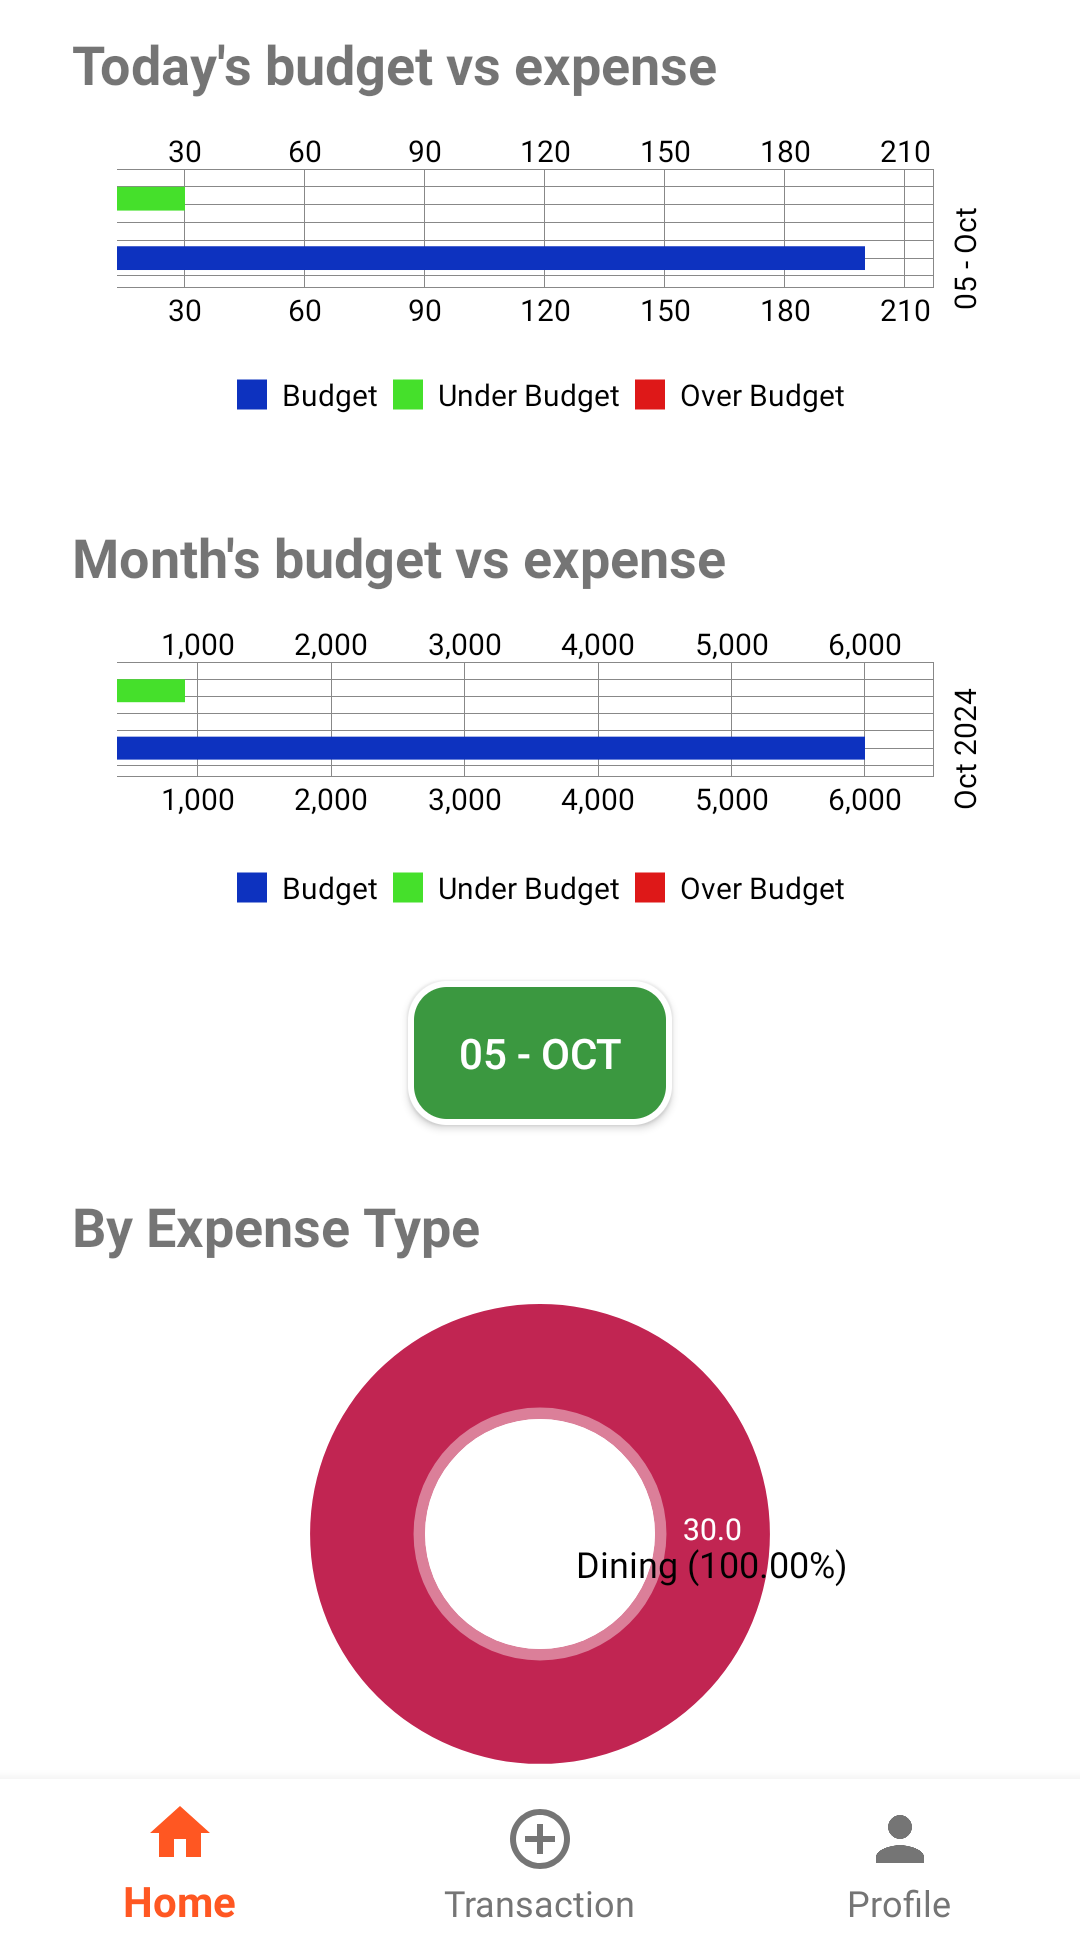 Today's budget vs expense
30 60 90 120 150 180 210
05 - Oct
30 60 90 120 150 180 210
Budget Under Budget Over Budget
Month's budget vs expense
1,000 2,000 3,000 4,000 5,000 6,000
Oct 2024
1,000 2,000 3,000 4,000 5,000 6,000
Budget Under Budget Over Budget
05 - OCT
By Expense Type
30.0
Dining (100.00%)
Home Transaction Profile